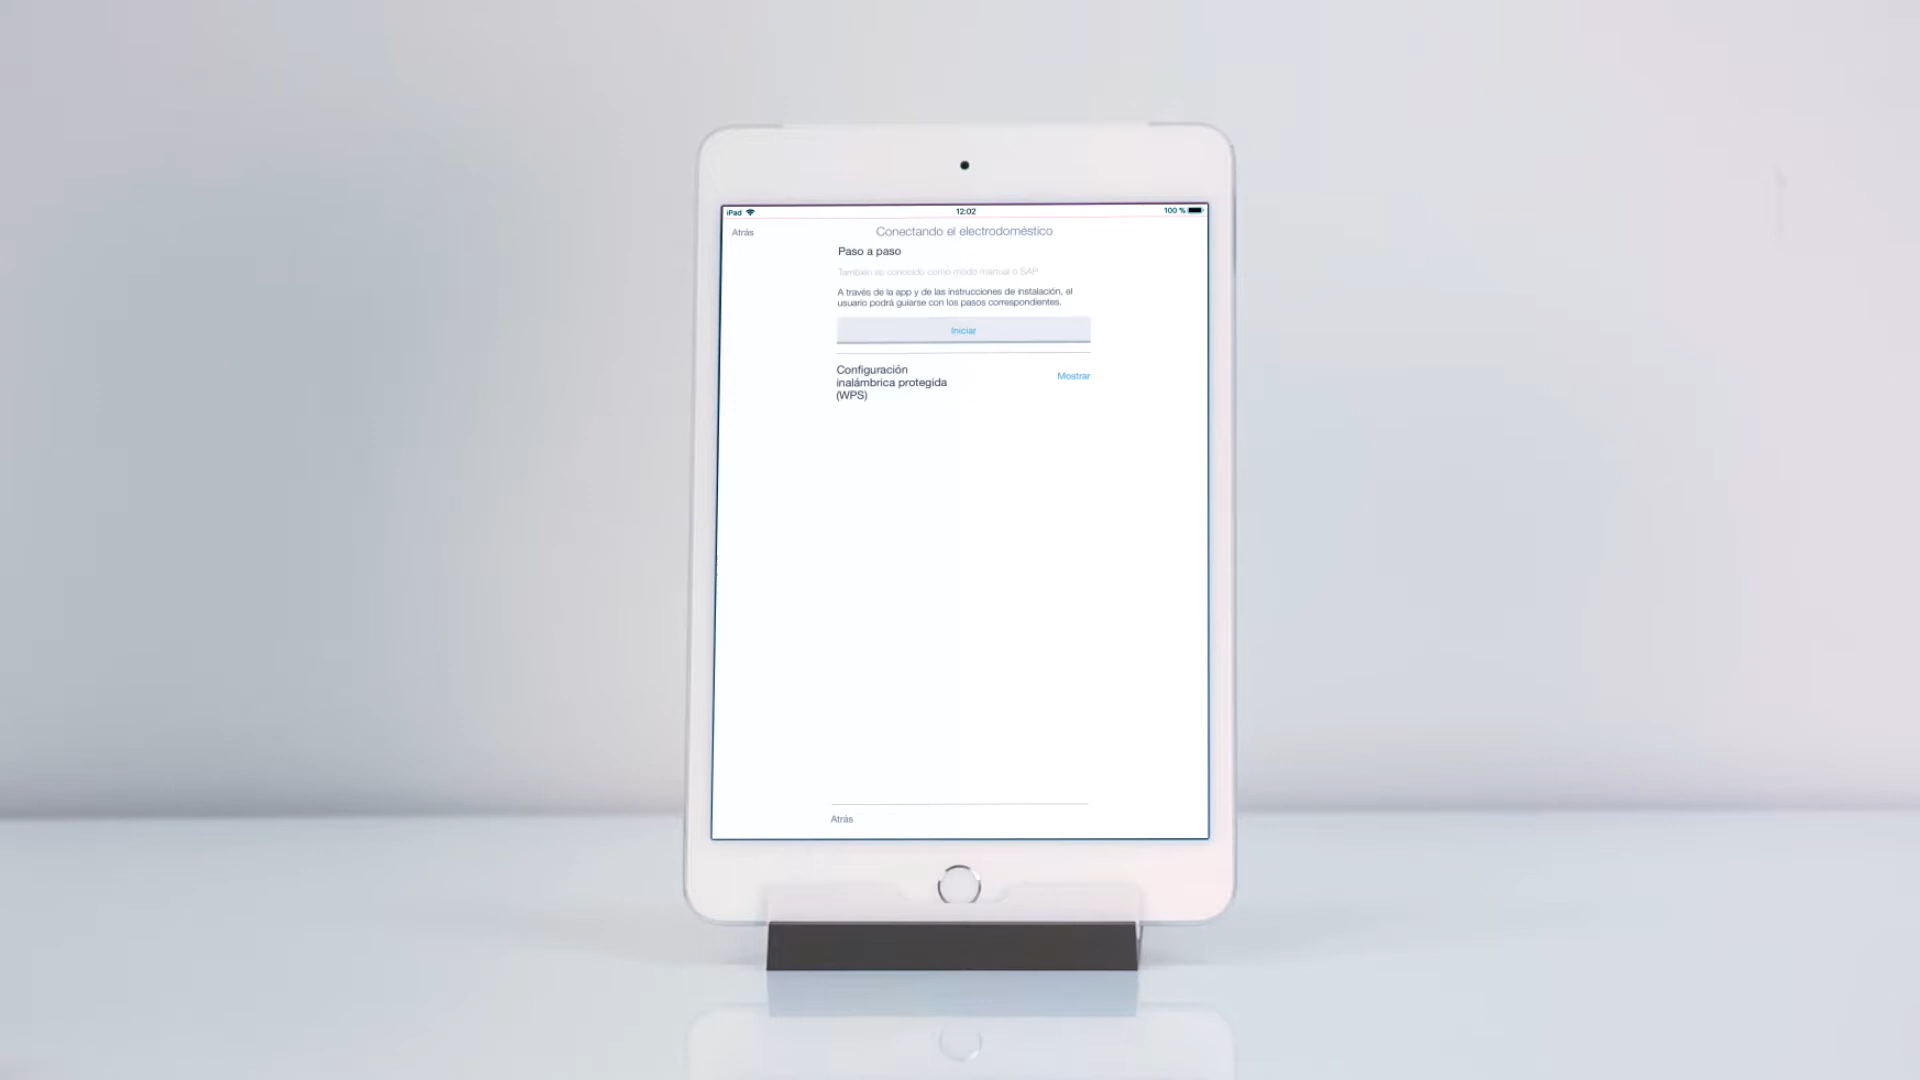 iPad 12:02 100 %
Atrás Conectando el electrodoméstico
Paso a paso
También es conocido como modo manual o SAP
A través de la app y de las instrucciones de instalación, el
usuario podrá guiarse con los pasos correspondientes.
Iniciar
Configuración
inalámbrica protegida
(WPS)
Mostrar
Atrás